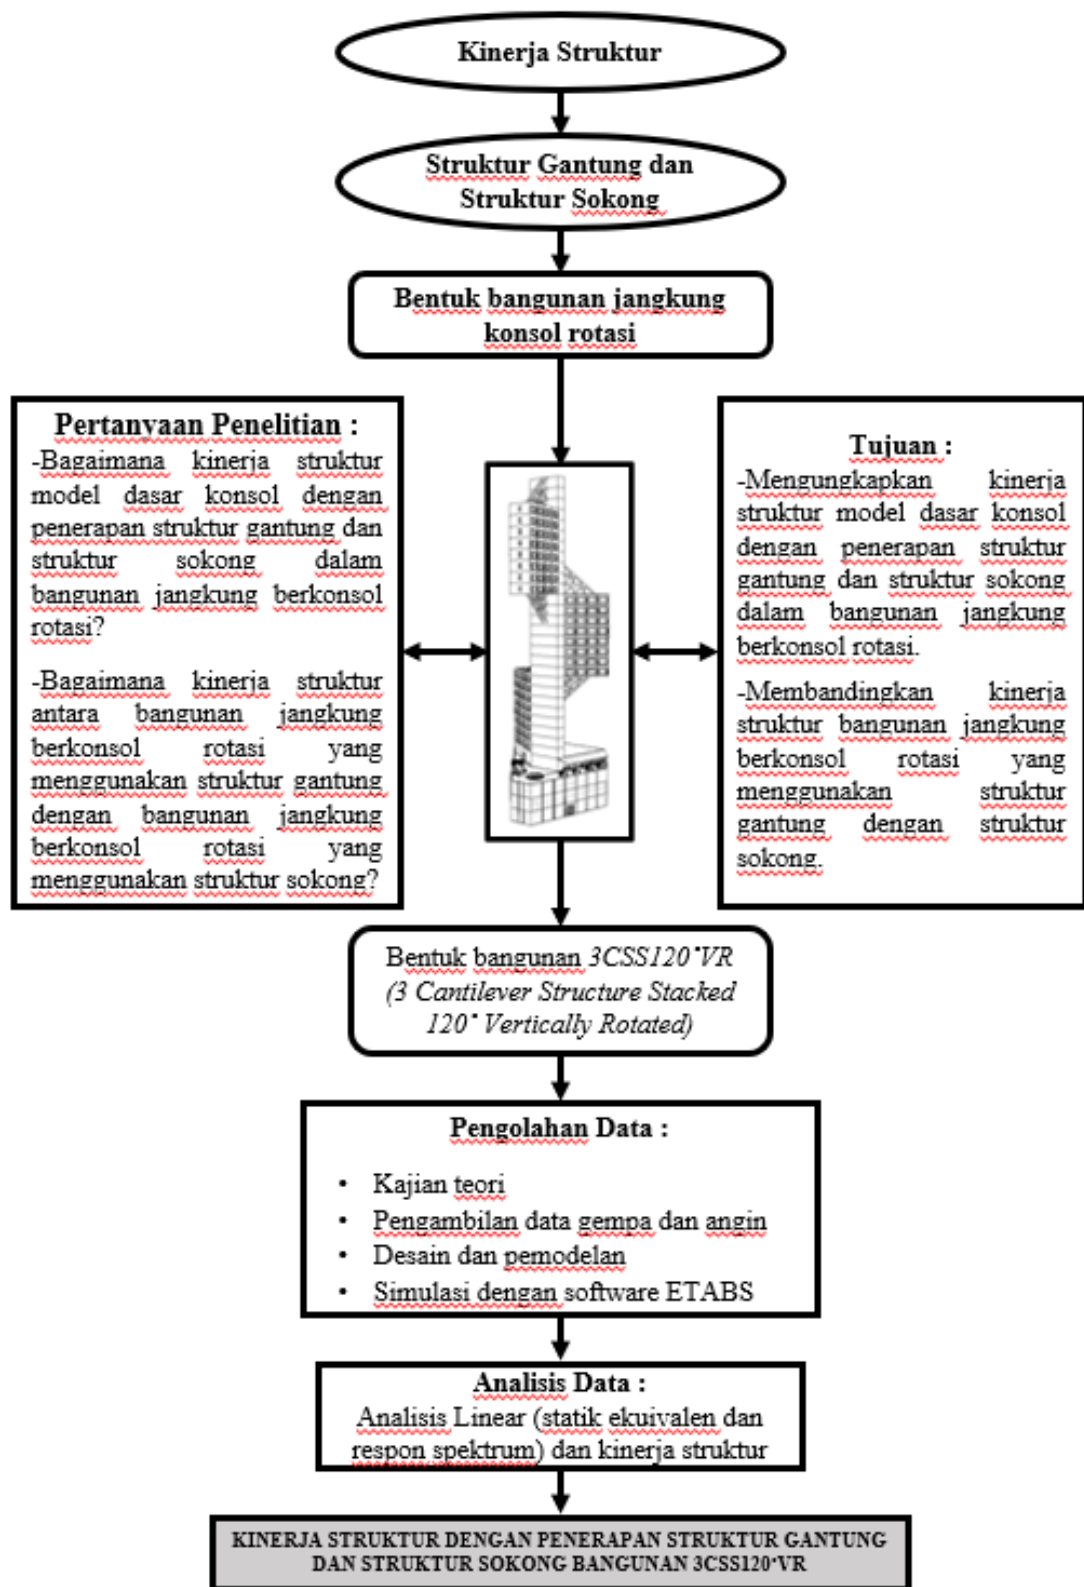 Kinerja Struktur
Struktur Gantung dan
Struktur Sokong
Bentuk bangunan jangkung
konsol rotasi
Pertanyaan Penelitian :
-Bagaimana kinerja struktur
model dasar konsol dengan
penerapan struktur gantung dan
struktur sokong dalam
bangunan jangkung berkonsol
rotasi?
-Bagaimana kinerja struktur
antara bangunan jangkung
berkonsol rotasi yang
menggunakan struktur gantung
dengan bangunan jangkung
berkonsol rotasi yang
menggunakan struktur sokong?
Tujuan :
-Mengungkapkan kinerja
struktur model dasar konsol
dengan penerapan struktur
gantung dan struktur sokong
dalam bangunan jangkung
berkonsol rotasi.
-Membandingkan kinerja
struktur bangunan jangkung
berkonsol rotasi yang
menggunakan struktur
gantung dengan struktur
sokong.
Bentuk bangunan 3CSS120°VR
(3 Cantilever Structure Stacked
120° Vertically Rotated)
Pengolahan Data :
• Kajian teori
• Pengambilan data gempa dan angin
• Desain dan pemodelan
• Simulasi dengan software ETABS
Analisis Data :
Analisis Linear (statik ekuivalen dan
respon spektrum) dan kinerja struktur
KINERJA STRUKTUR DENGAN PENERAPAN STRUKTUR GANTUNG
DAN STRUKTUR SOKONG BANGUNAN 3CSS120°VR